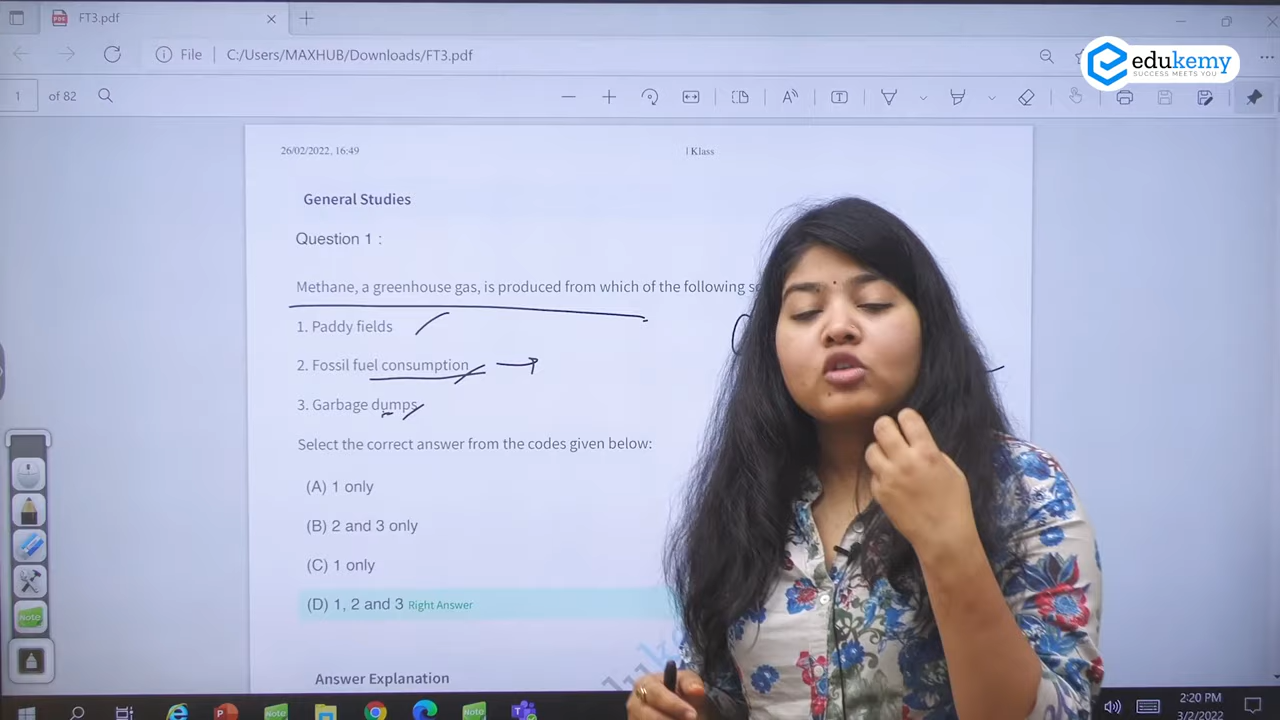 FT3.pdf
File C:/Users/MAXHUB/Downloads/FT3.pdf
edukemy
SUCCESS MEETS YOU
1 of 82
26/02/2022, 16:49 | Klass
General Studies
Question 1 :
Methane, a greenhouse gas, is produced from which of the following
1. Paddy fields
2. Fossil fuel consumption
3. Garbage dumps
Select the correct answer from the codes given below:
(A) 1 only
(B) 2 and 3 only
(C) 1 only
(D) 1, 2 and 3 Right Answer
Answer Explanation
Note
Note
Note
2:20 PM
3/2/2022